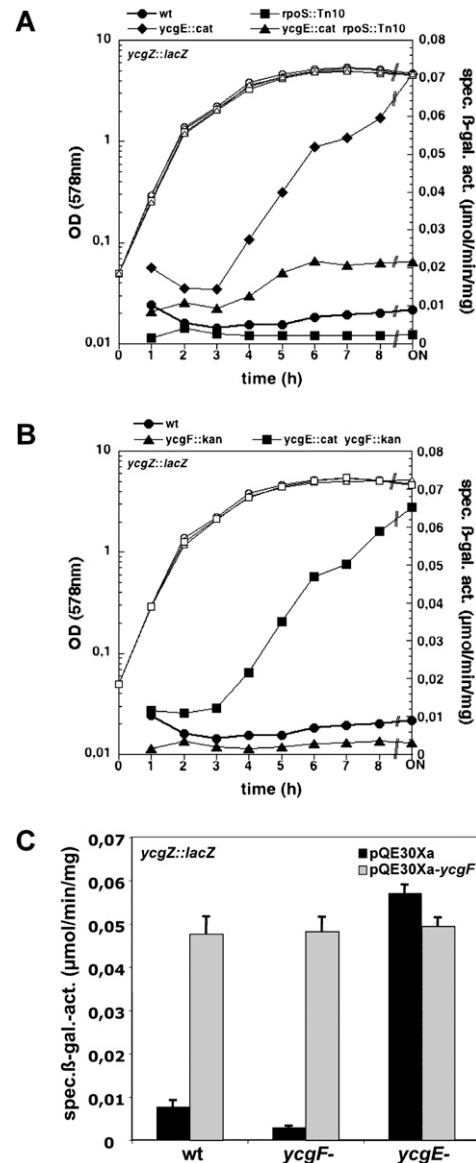 A
wt rpoS::Tn10
ycgE::cat ycgE::cat rpoS::Tn10
ycgZ::lacZ
10
1
0.1
0,01
OD (578nm)
0,08
0,07
0,06
0,05
0,04
0,03
0,02
0,01
0
spec. ß-gal. act. (µmol/min/mg)
0 1 2 3 4 5 6 7 8 ON
time (h)
B
wt
ycgF::kan ycgE::cat ycgF::kan
ycgZ::lacZ
10
1
0.1
0,01
OD (578nm)
0,08
0,07
0,06
0,05
0,04
0,03
0,02
0,01
0
spec. ß-gal. act. (µmol/min/mg)
0 1 2 3 4 5 6 7 8 ON
time (h)
C
ycgZ::lacZ
pQE30Xa
pQE30Xa-ycgF
0,07
0,06
0,05
0,04
0,03
0,02
0,01
0
spec.ß-gal.-act. (µmol/min/mg)
wt ycgF- ycgE-